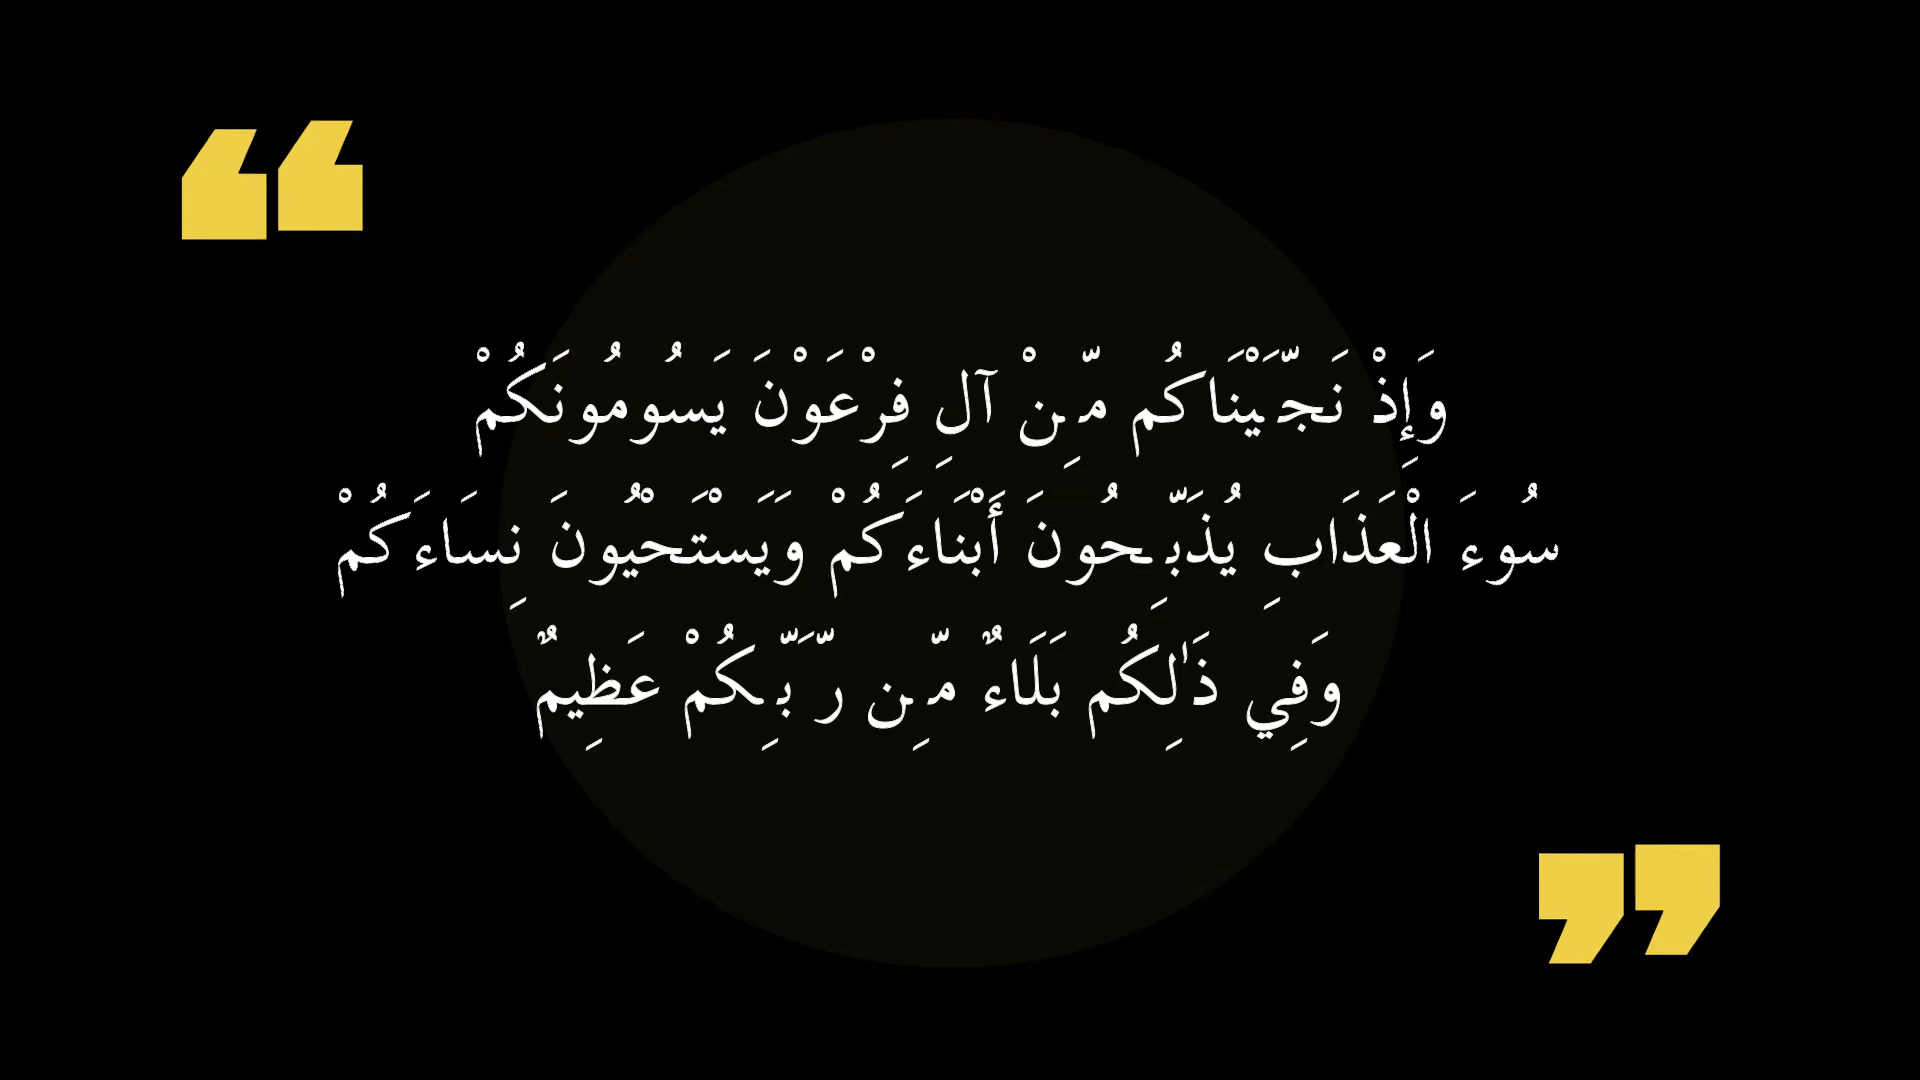 وَإِذْ نَجَّيْنَاكُم مِّنْ آلِ فِرْعَوْنَ يَسُومُونَكُمْ
سُوءَ الْعَذَابِ يُذَبِّحُونَ أَبْنَاءَكُمْ وَيَسْتَحْيُونَ نِسَاءَكُمْ
وَفِي ذَٰلِكُم بَلَاءٌ مِّن رَّبِّكُمْ عَظِيمٌ